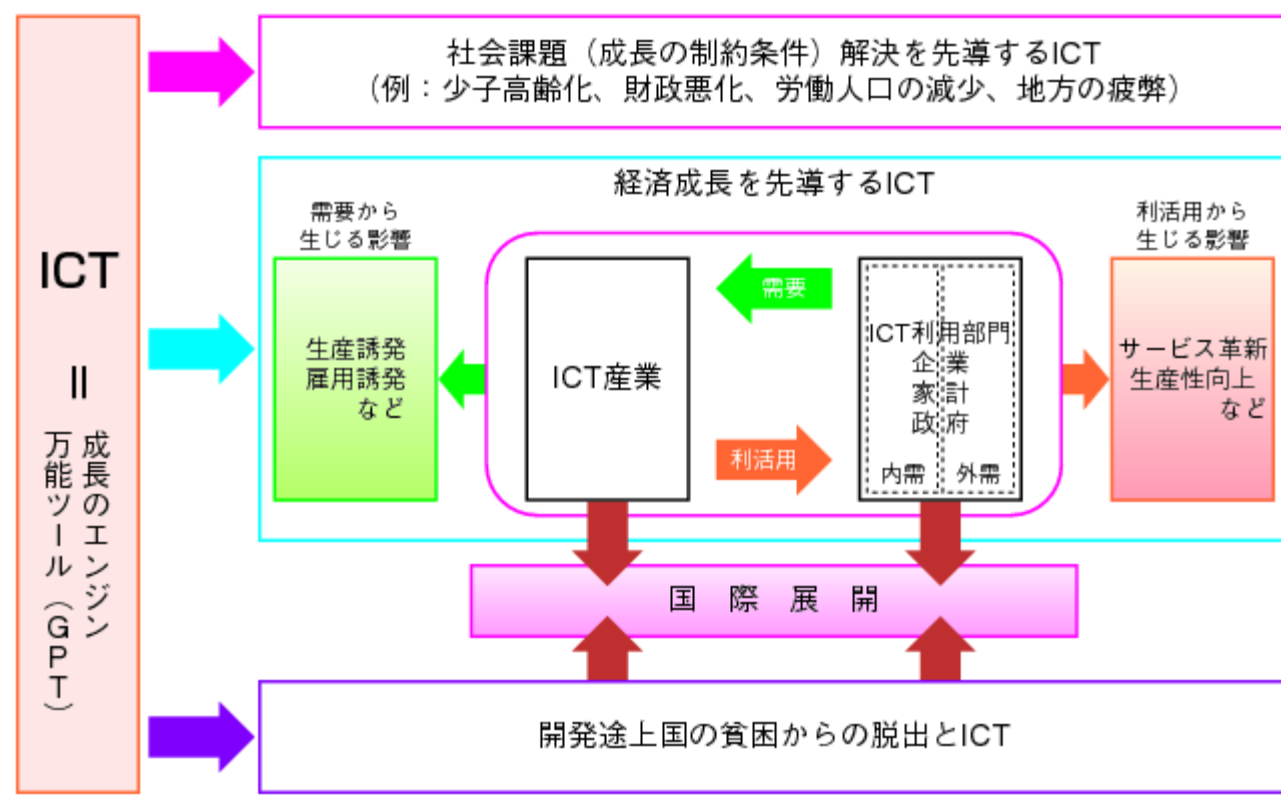 ICT
=
成長のエンジン
万能ツール（GPT）
社会課題（成長の制約条件）解決を先導するICT
（例：少子高齢化、財政悪化、労働人口の減少、地方の疲弊）
経済成長を先導するICT
需要から
生じる影響
生産誘発
雇用誘発
など
ICT産業
需要
利活用
ICT利用部門
企業
家計
政府
内需
外需
利活用から
生じる影響
サービス革新
生産性向上
など
国際展開
開発途上国の貧困からの脱出とICT